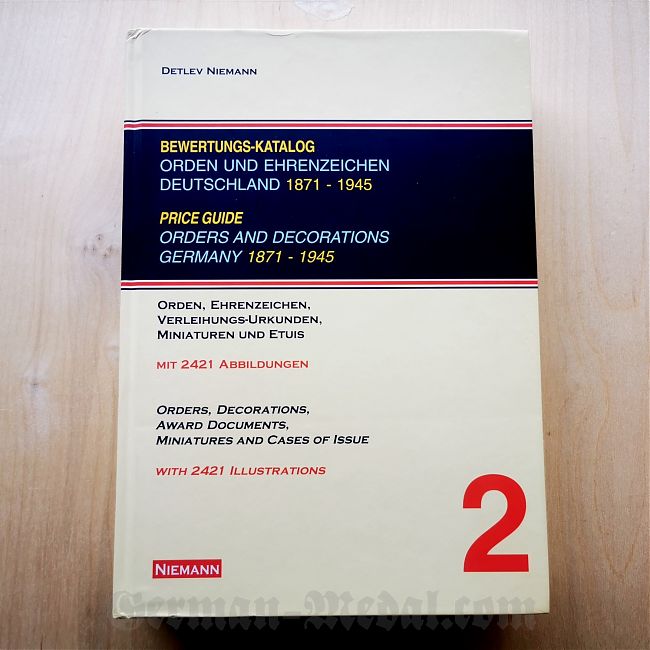 DETLEV NIEMANN
BEWERTUNGS-KATALOG
ORDEN UND EHRENZEICHEN
DEUTSCHLAND 1871 - 1945
PRICE GUIDE
ORDERS AND DECORATIONS
GERMANY 1871 - 1945
ORDEN, EHRENZEICHEN,
VERLEIHUNGS-URKUNDEN,
MINIATUREN UND ETUIS
MIT 2421 ABBILDUNGEN
ORDERS, DECORATIONS,
AWARD DOCUMENTS,
MINIATURES AND CASES OF ISSUE
WITH 2421 ILLUSTRATIONS
2
NIEMANN
German-Medal.com